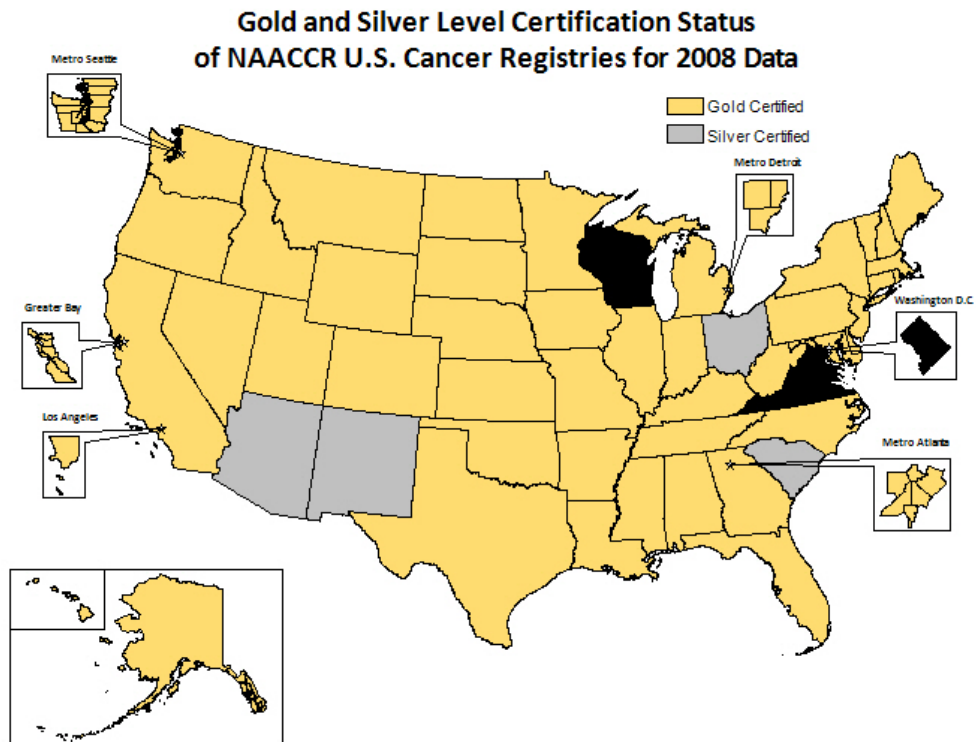 Gold and Silver Level Certification Status
of NAACCR U.S. Cancer Registries for 2008 Data
Metro Seattle
Gold Certified
Silver Certified
Metro Detroit
Greater Bay
Washington D.C.
Los Angeles
Metro Atlanta